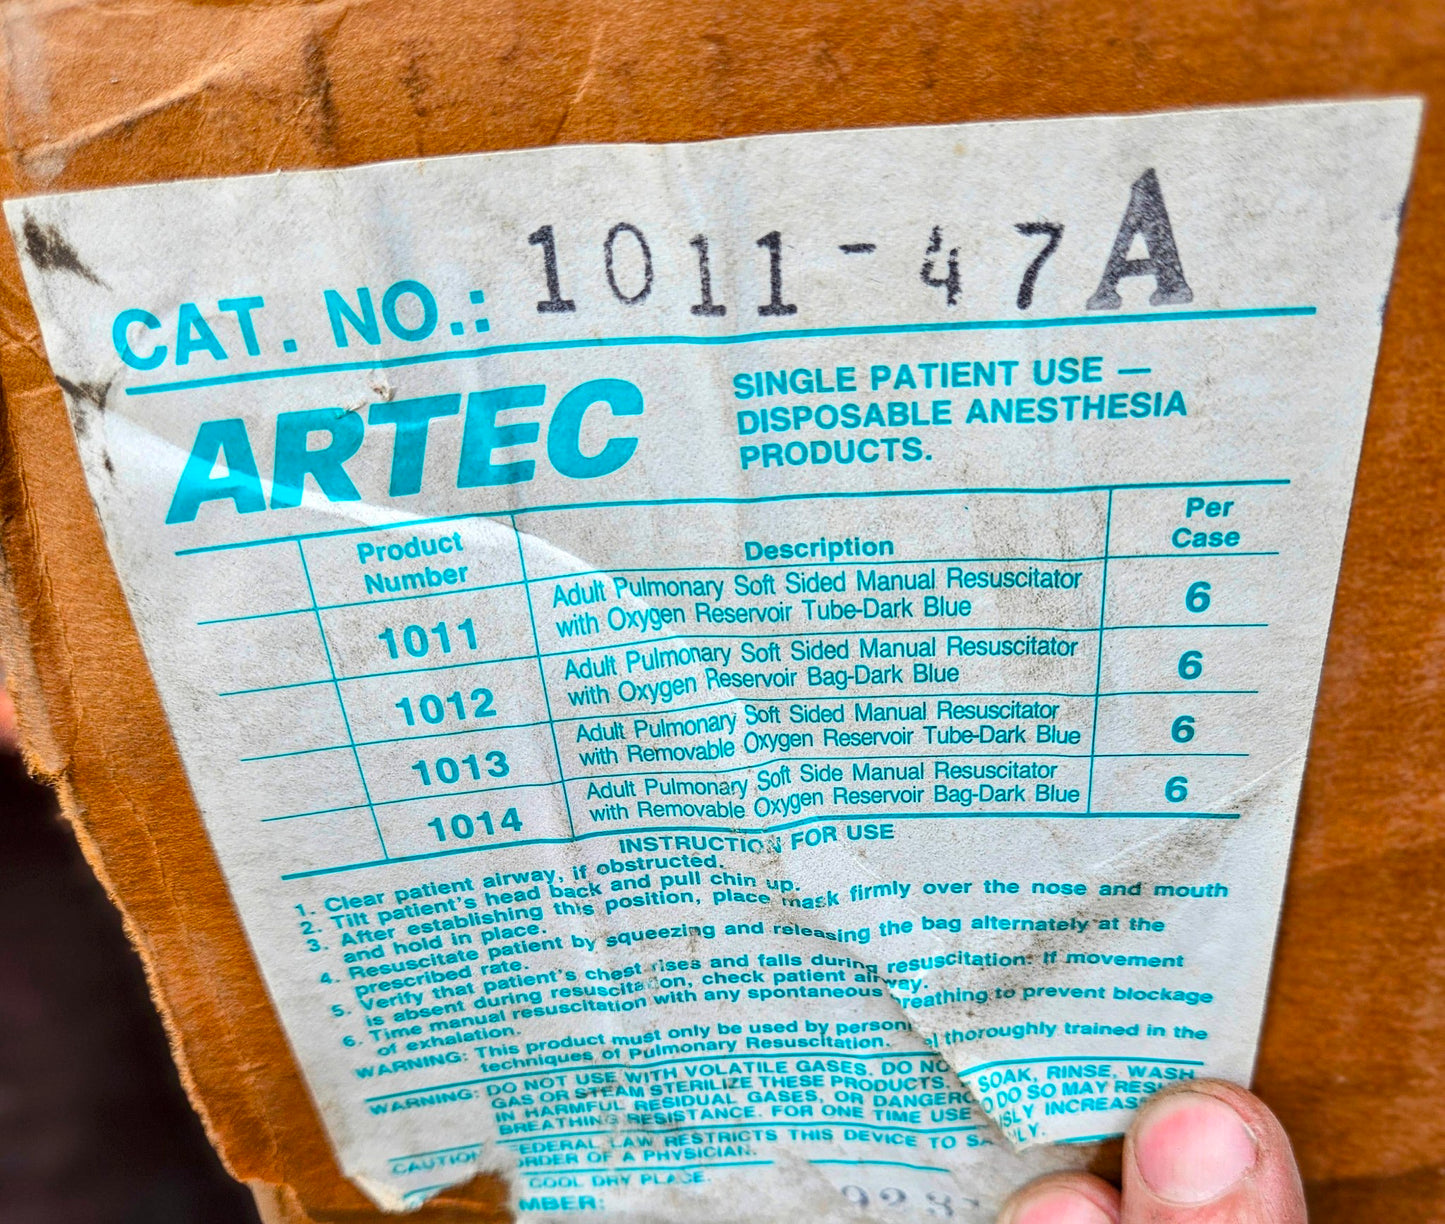 CAT. NO.: 1011-47A
ARTEC
SINGLE PATIENT USE —
DISPOSABLE ANESTHESIA
PRODUCTS.
Product Number Description Per Case
1011 Adult Pulmonary Soft Sided Manual Resuscitator 6
with Oxygen Reservoir Tube-Dark Blue
1012 Adult Pulmonary Soft Sided Manual Resuscitator 6
with Oxygen Reservoir Bag-Dark Blue
1013 Adult Pulmonary Soft Sided Manual Resuscitator 6
with Removable Oxygen Reservoir Tube-Dark Blue
1014 Adult Pulmonary Soft Side Manual Resuscitator 6
with Removable Oxygen Reservoir Bag-Dark Blue
INSTRUCTION FOR USE
1. Clear patient airway, if obstructed.
2. Tilt patient's head back and pull chin up.
3. After establishing this position, place mask firmly over the nose and mouth
and hold in place.
4. Resuscitate patient by squeezing and releasing the bag alternately at the
prescribed rate.
5. Verify that patient's chest rises and falls during resuscitation. If movement
is absent during resuscitation, check patient airway.
6. Time manual resuscitation with any spontaneous breathing to prevent blockage
of exhalation.
WARNING: This product must only be used by personnel thoroughly trained in the
techniques of Pulmonary Resuscitation.
WARNING: DO NOT USE WITH VOLATILE GASES. DO NO SOAK, RINSE, WASH,
GAS OR STEAM STERILIZE THESE PRODUCTS. O DO SO MAY RESU
IN HARMFUL RESIDUAL GASES, OR DANGERO SLY INCREAS
BREATHING RESISTANCE. FOR ONE TIME USE NLY.
CAUTION EDERAL LAW RESTRICTS THIS DEVICE TO SA
ORDER OF A PHYSICIAN.
COOL DRY PLACE.
MBER: